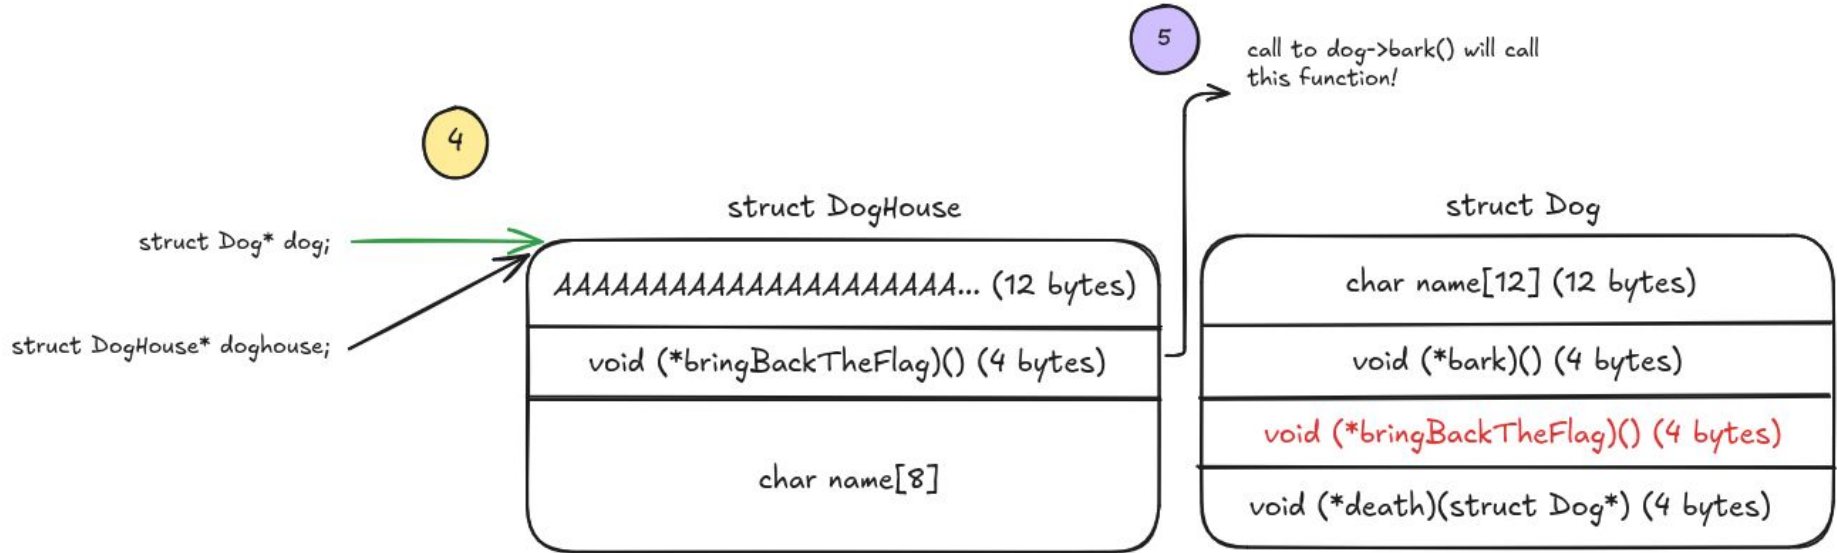 5
call to dog->bark() will call
this function!
4
struct DogHouse
struct Dog
struct Dog* dog;
AAAAAAAAAAAAAAAAAAAAA... (12 bytes)
char name[12] (12 bytes)
struct DogHouse* doghouse;
void (*bringBackTheFlag)() (4 bytes)
void (*bark)() (4 bytes)
void (*bringBackTheFlag)() (4 bytes)
char name[8]
void (*death)(struct Dog*) (4 bytes)